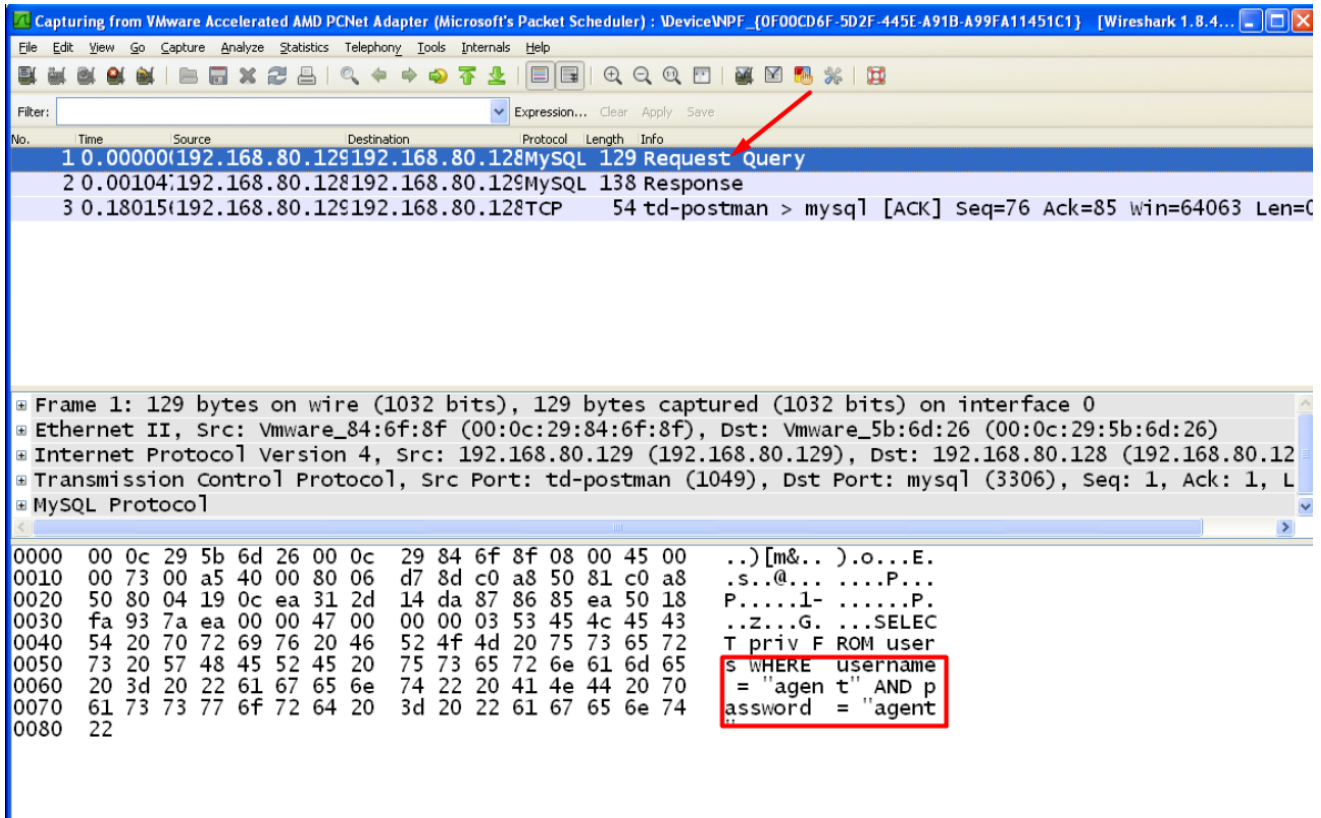 Capturing from VMware Accelerated AMD PCNet Adapter (Microsoft's Packet Scheduler) : \Device\NPF_{0F00CD6F-5D2F-445E-A91B-A99FA11451C1} [Wireshark 1.8.4...
File Edit View Go Capture Analyze Statistics Telephony Tools Internals Help
Filter: Expression... Clear Apply Save
No. Time Source Destination Protocol Length Info
1 0.00000( 192.168.80.129 192.168.80.128 MySQL 129 Request Query
2 0.00104; 192.168.80.128 192.168.80.129 MySQL 138 Response
3 0.18015( 192.168.80.129 192.168.80.128 TCP 54 td-postman > mysql [ACK] Seq=76 Ack=85 Win=64063 Len=0
Frame 1: 129 bytes on wire (1032 bits), 129 bytes captured (1032 bits) on interface 0
Ethernet II, Src: Vmware_84:6f:8f (00:0c:29:84:6f:8f), Dst: Vmware_5b:6d:26 (00:0c:29:5b:6d:26)
Internet Protocol Version 4, Src: 192.168.80.129 (192.168.80.129), Dst: 192.168.80.128 (192.168.80.12
Transmission Control Protocol, Src Port: td-postman (1049), Dst Port: mysql (3306), Seq: 1, Ack: 1, L
MySQL Protocol
0000 00 0c 29 5b 6d 26 00 0c 29 84 6f 8f 08 00 45 00 ..)[m&.. ).o...E.
0010 00 73 00 a5 40 00 80 06 d7 8d c0 a8 50 81 c0 a8 .s..@... ....P...
0020 50 80 04 19 0c ea 31 2d 14 da 87 86 85 ea 50 18 P.....1- ......P.
0030 fa 93 7a ea 00 00 47 00 00 00 03 53 45 4c 45 43 ..z...G. ...SELEC
0040 54 20 70 72 69 76 20 46 52 4f 4d 20 75 73 65 72 T priv F ROM user
0050 73 20 57 48 45 52 45 20 75 73 65 72 6e 61 6d 65 s WHERE username
0060 20 3d 20 22 61 67 65 6e 74 22 20 41 4e 44 20 70 = "agen t" AND p
0070 61 73 73 77 6f 72 64 20 3d 20 22 61 67 65 6e 74 assword = "agent
0080 22 "